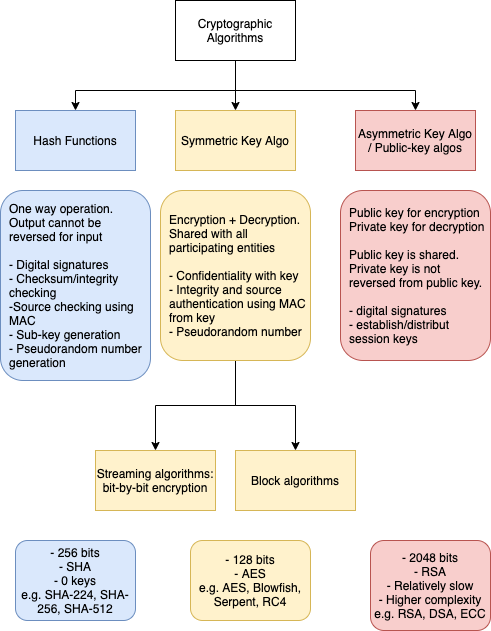 Cryptographic
Algorithms
Hash Functions
Symmetric Key Algo
Asymmetric Key Algo
/ Public-key algos
One way operation.
Output cannot be
reversed for input
- Digital signatures
- Checksum/integrity
checking
-Source checking using
MAC
- Sub-key generation
- Pseudorandom number
generation
Encryption + Decryption.
Shared with all
participating entities
- Confidentiality with key
- Integrity and source
authentication using MAC
from key
- Pseudorandom number
Public key for encryption
Private key for decryption
Public key is shared.
Private key is not
reversed from public key.
- digital signatures
- establish/distribut
session keys
Streaming algorithms:
bit-by-bit encryption
Block algorithms
- 256 bits
- SHA
- 0 keys
e.g. SHA-224, SHA-
256, SHA-512
- 128 bits
- AES
e.g. AES, Blowfish,
Serpent, RC4
- 2048 bits
- RSA
- Relatively slow
- Higher complexity
e.g. RSA, DSA, ECC